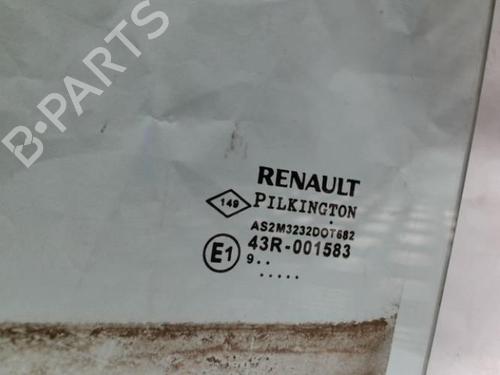 B-PARTS
RENAULT
149 PILKINGTON
AS2M3232DOT682
E1 43R-001583
9..
.....